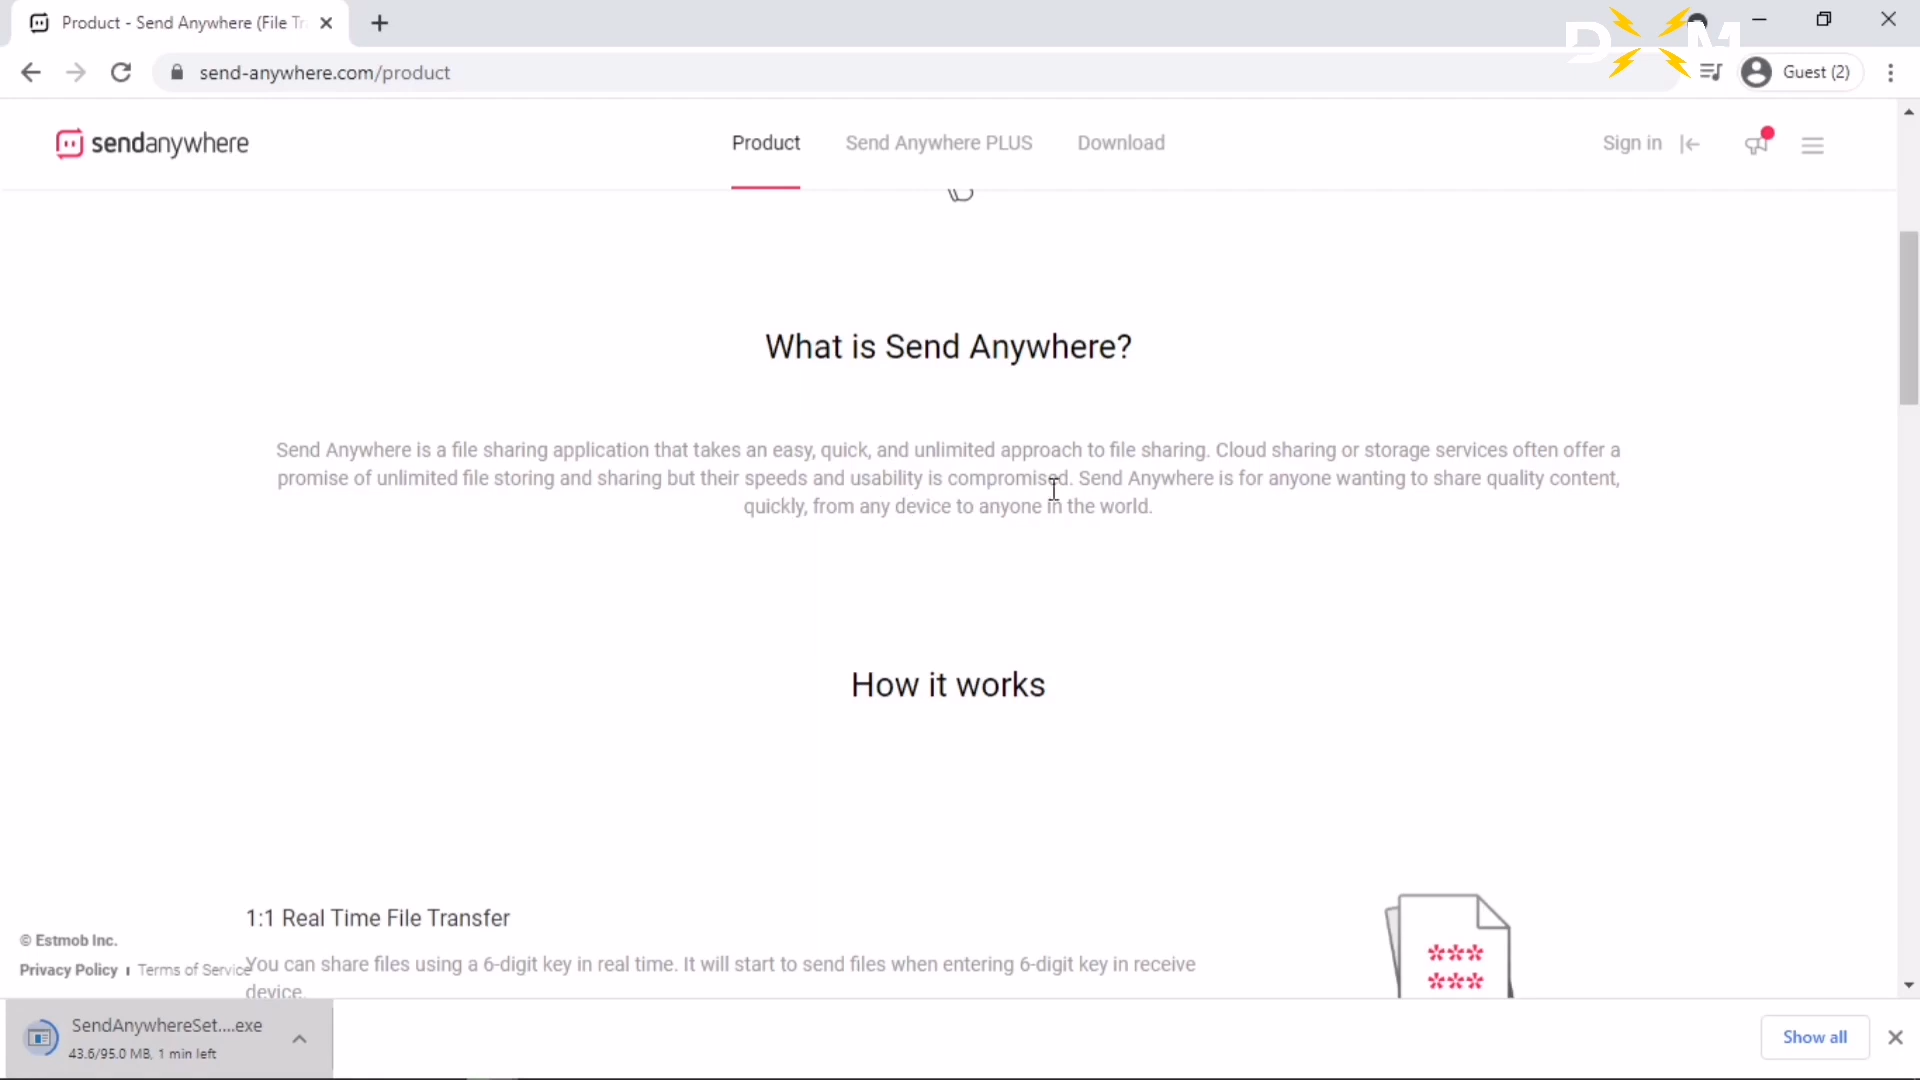 Product - Send Anywhere (File Tr
send-anywhere.com/product
Guest (2)
D M
sendanywhere
Product
Send Anywhere PLUS
Download
Sign in
What is Send Anywhere?
Send Anywhere is a file sharing application that takes an easy, quick, and unlimited approach to file sharing. Cloud sharing or storage services often offer a
promise of unlimited file storing and sharing but their speeds and usability is compromised. Send Anywhere is for anyone wanting to share quality content,
quickly, from any device to anyone in the world.
How it works
1:1 Real Time File Transfer
You can share files using a 6-digit key in real time. It will start to send files when entering 6-digit key in receive
device.
***
***
© Estmob Inc.
Privacy Policy ı Terms of Service
SendAnywhereSet....exe
43.6/95.0 MB, 1 min left
Show all